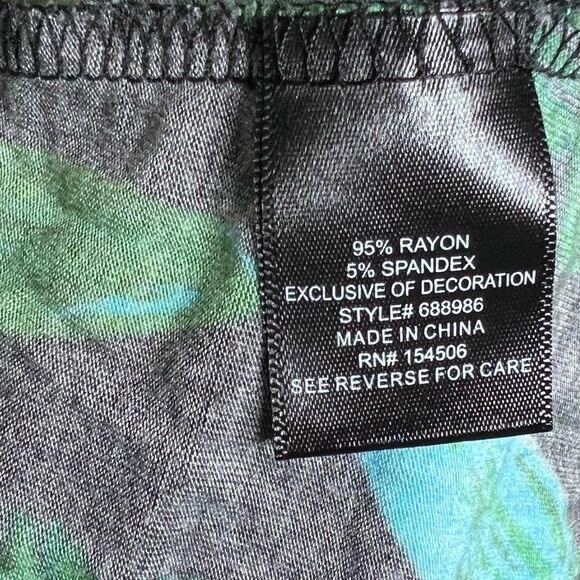 95% RAYON
5% SPANDEX
EXCLUSIVE OF DECORATION
STYLE# 688986
MADE IN CHINA
RN# 154506
SEE REVERSE FOR CARE